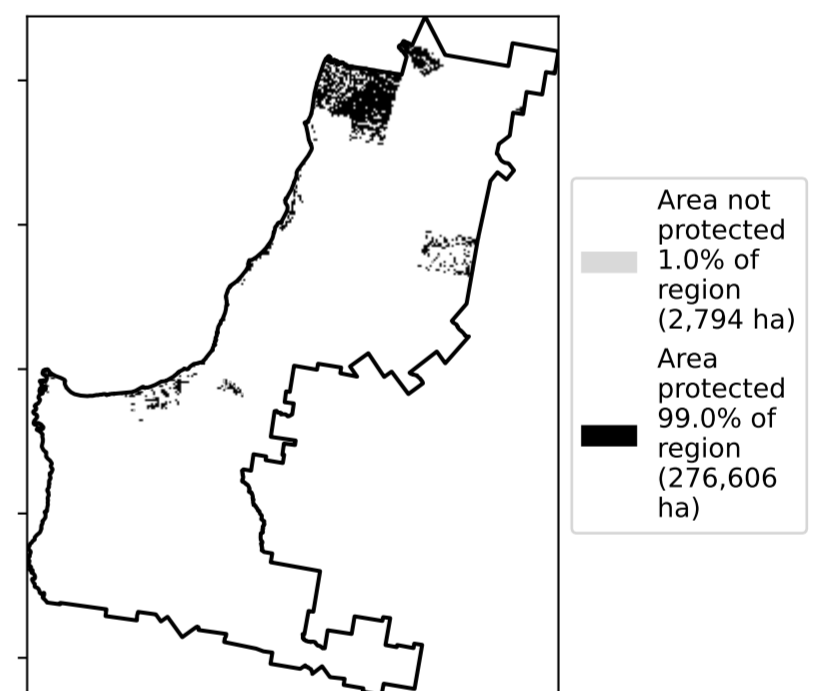 Area not
protected
1.0% of
region
(2,794 ha)
Area
protected
99.0% of
region
(276,606
ha)